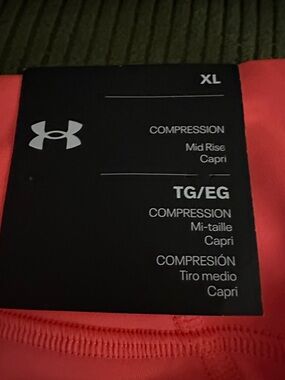 XL
COMPRESSION
Mid Rise
Capri
TG/EG
COMPRESSION
Mi-taille
Capri
COMPRESIÓN
Tiro medio
Capri